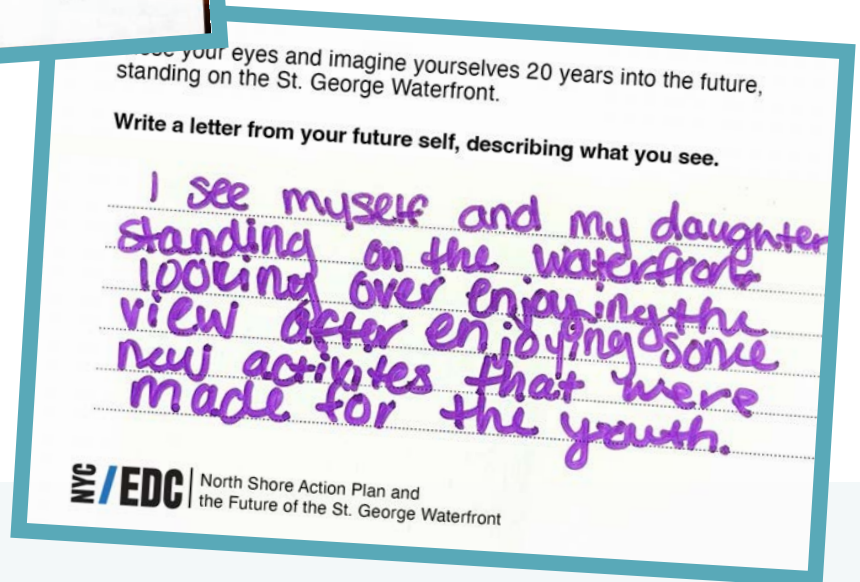 your eyes and imagine yourselves 20 years into the future,
standing on the St. George Waterfront.
Write a letter from your future self, describing what you see.
I see myself and my daughter
standing on the waterfront
looking over enjoying the
view after enjoying some
new activites that were
made for the youth.
NYC/EDC
North Shore Action Plan and
the Future of the St. George Waterfront